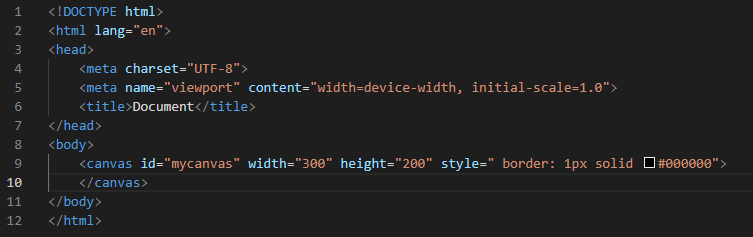 1 <!DOCTYPE html>
2 <html lang="en">
3 <head>
4     <meta charset="UTF-8">
5     <meta name="viewport" content="width=device-width, initial-scale=1.0">
6     <title>Document</title>
7 </head>
8 <body>
9     <canvas id="mycanvas" width="300" height="200" style=" border: 1px solid #000000">
10     </canvas>
11 </body>
12 </html>